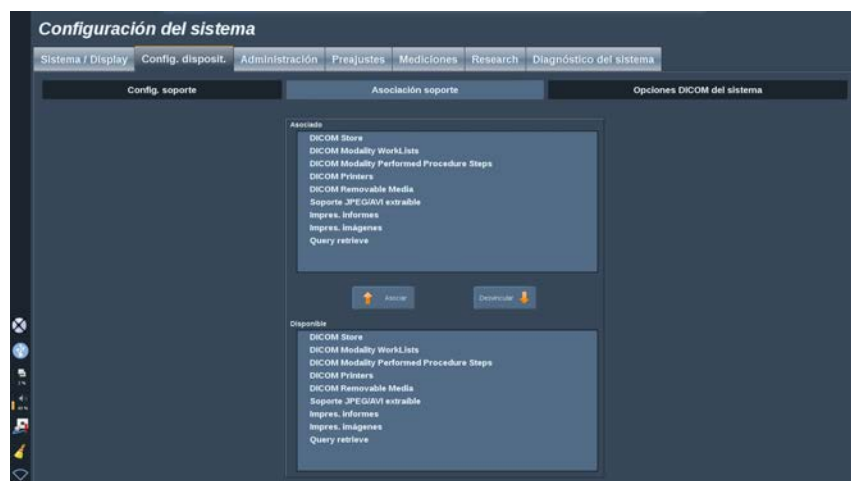 Configuración del sistema
Sistema / Display Config. disposit. Administración Preajustes Mediciones Research Diagnóstico del sistema
Config. soporte Asociación soporte Opciones DICOM del sistema
Asociado
DICOM Store
DICOM Modality WorkLists
DICOM Modality Performed Procedure Steps
DICOM Printers
DICOM Removable Media
Soporte JPEG/AVI extraíble
Impres. informes
Impres. imágenes
Query retrieve
Asociar Desvincular
Disponible
DICOM Store
DICOM Modality WorkLists
DICOM Modality Performed Procedure Steps
DICOM Printers
DICOM Removable Media
Soporte JPEG/AVI extraíble
Impres. informes
Impres. imágenes
Query retrieve